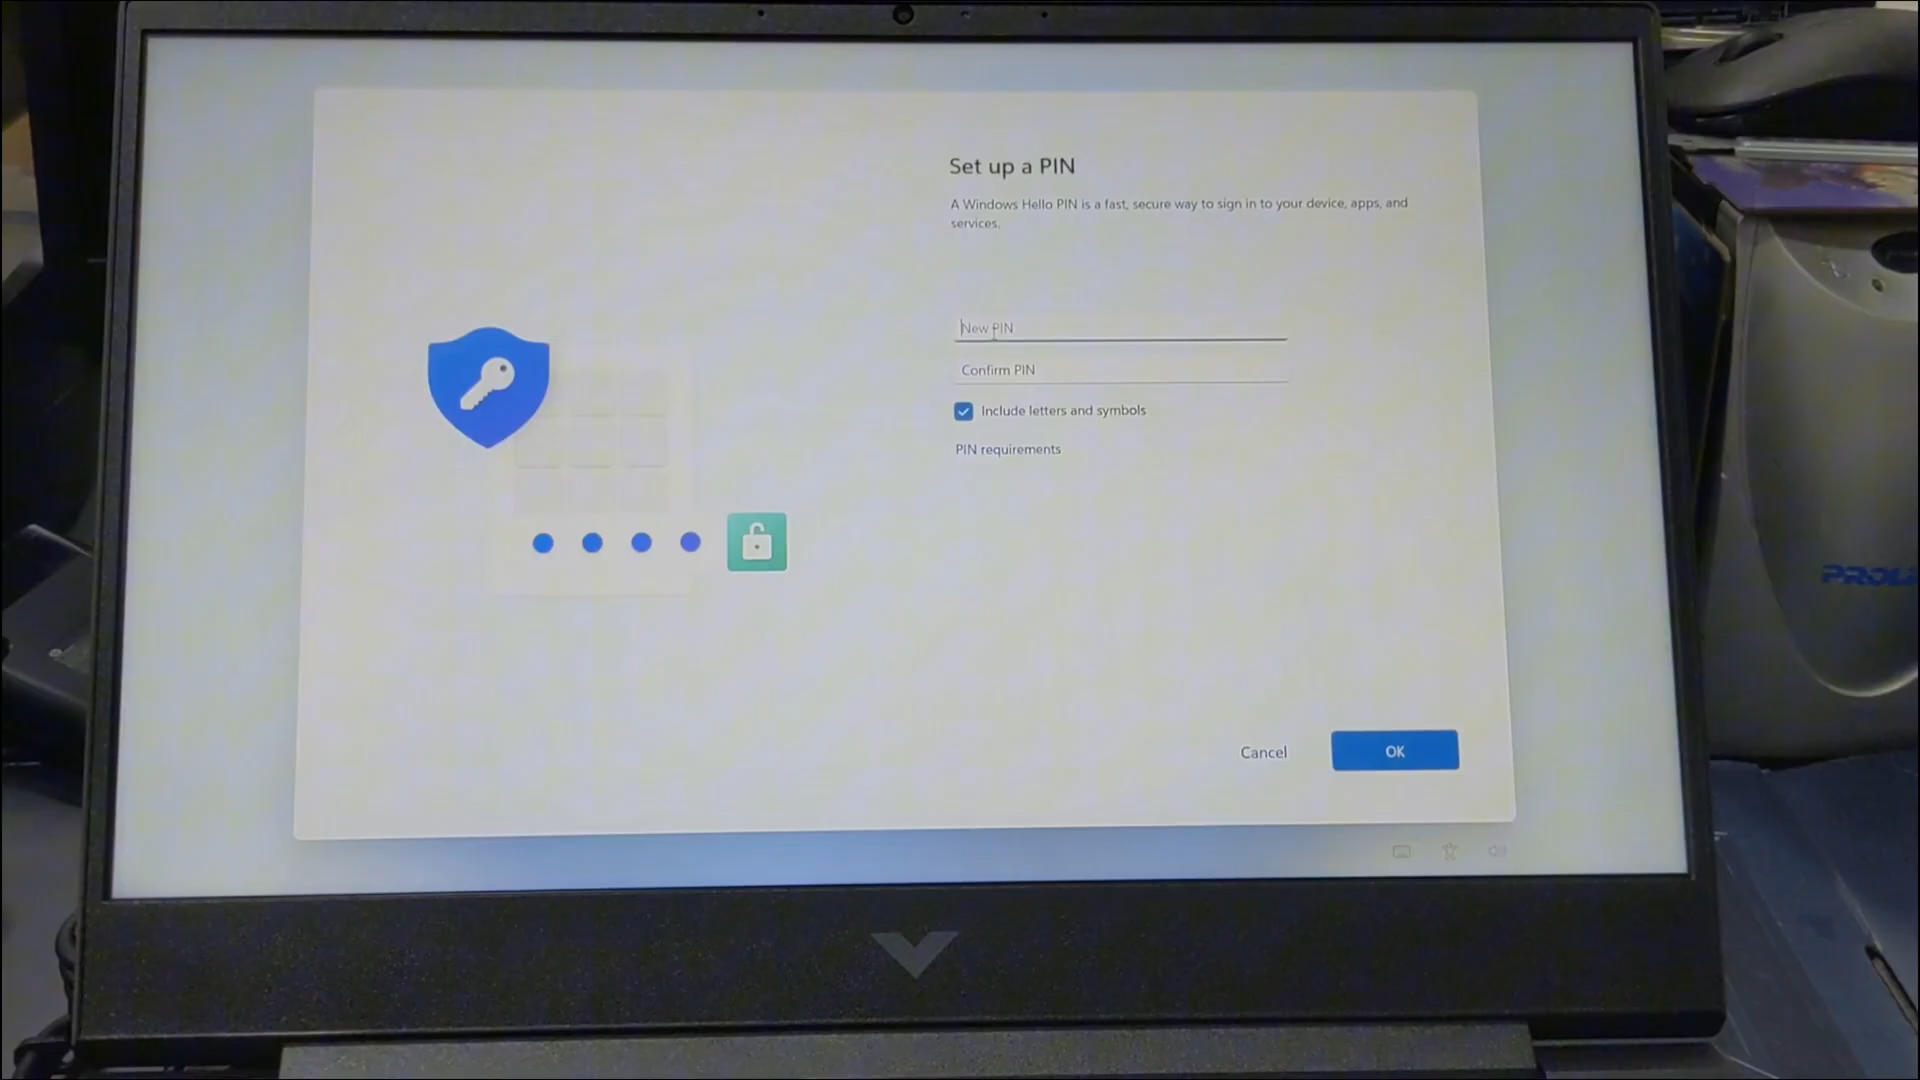 Set up a PIN
A Windows Hello PIN is a fast, secure way to sign in to your device, apps, and
services.
New PIN
Confirm PIN
Include letters and symbols
PIN requirements
Cancel
OK